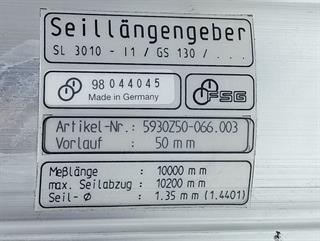 Seillängengeber
SL 3010 - I1 / GS 130 / ...
98 044045
Made in Germany
FSG
Artikel-Nr.: 5930Z50-066.003
Vorlauf : 50 mm
Meßlänge : 10000 mm
max. Seilabzug : 10200 mm
Seil-Ø : 1.35 mm (1.4401)